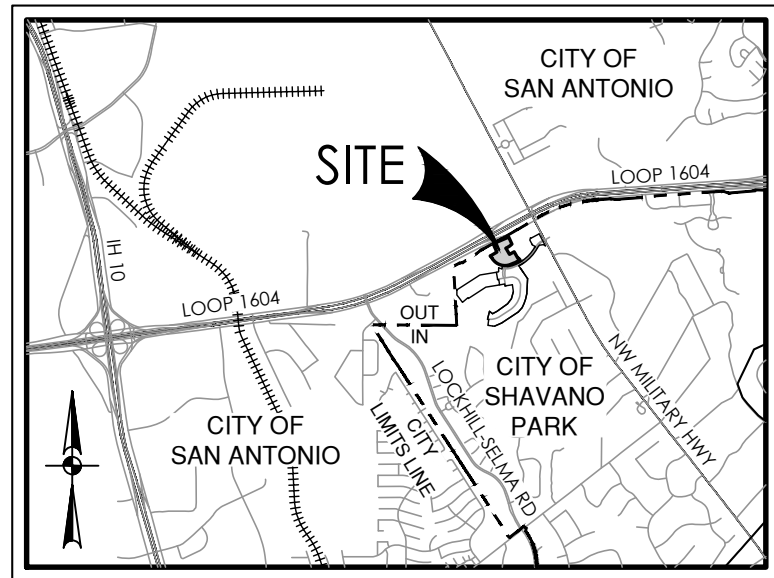 CITY OF
SAN ANTONIO
SITE
LOOP 1604
IH 10
LOOP 1604
OUT
IN
CITY OF
SHAVANO
PARK
NW MILITARY HWY
LOCKHILL-SELMA RD
CITY
LIMITS LINE
CITY OF
SAN ANTONIO